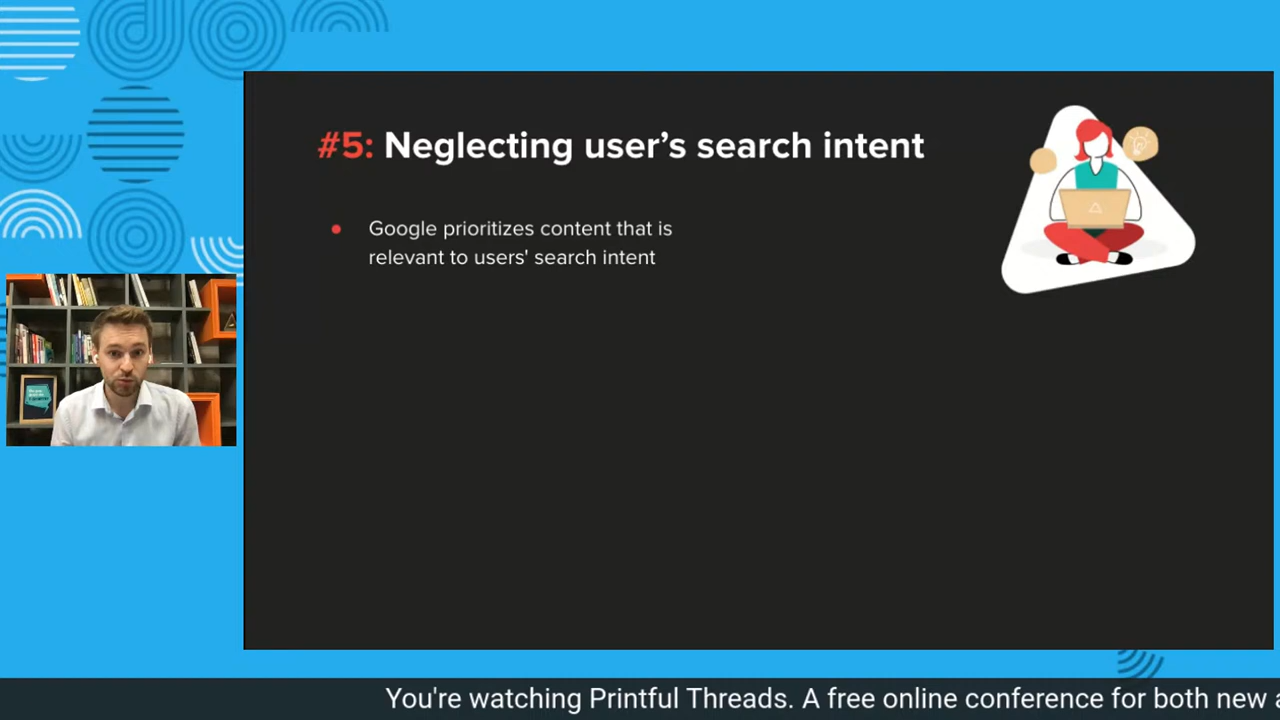 #5: Neglecting user’s search intent
● Google prioritizes content that is
relevant to users' search intent
You're watching Printful Threads. A free online conference for both new